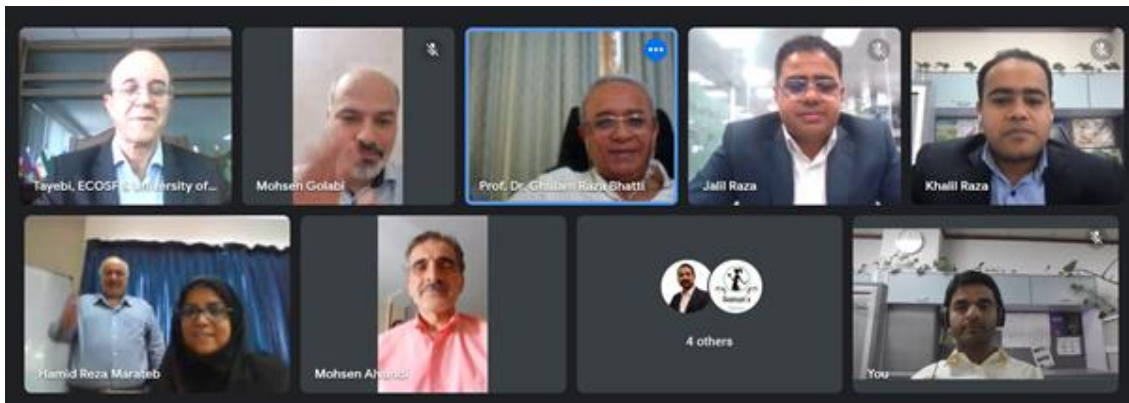 Tayebi, ECOSF & University of...
Mohsen Golabi
Prof. Dr. Ghulam Raza Bhatti
Jalil Raza
Khalil Raza
Hamid Reza Marateb
Mohsen
4 others
You